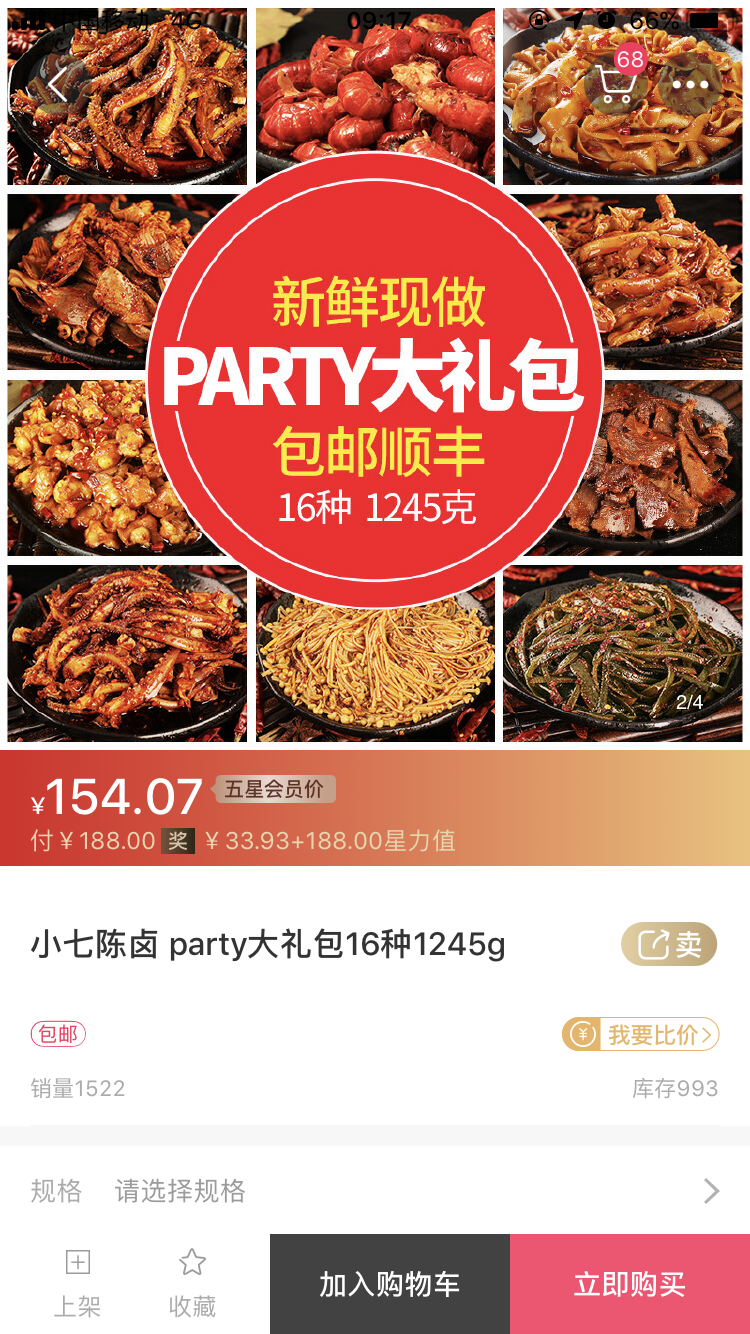 中国移动 4G 09:17 66%
68
新鲜现做
PARTY大礼包
包邮顺丰
16种 1245克
2/4
¥154.07 五星会员价
付¥188.00 奖 ¥33.93+188.00星力值
小七陈卤 party大礼包16种1245g
卖
包邮
¥ 我要比价
销量1522 库存993
规格 请选择规格
上架 收藏 加入购物车 立即购买